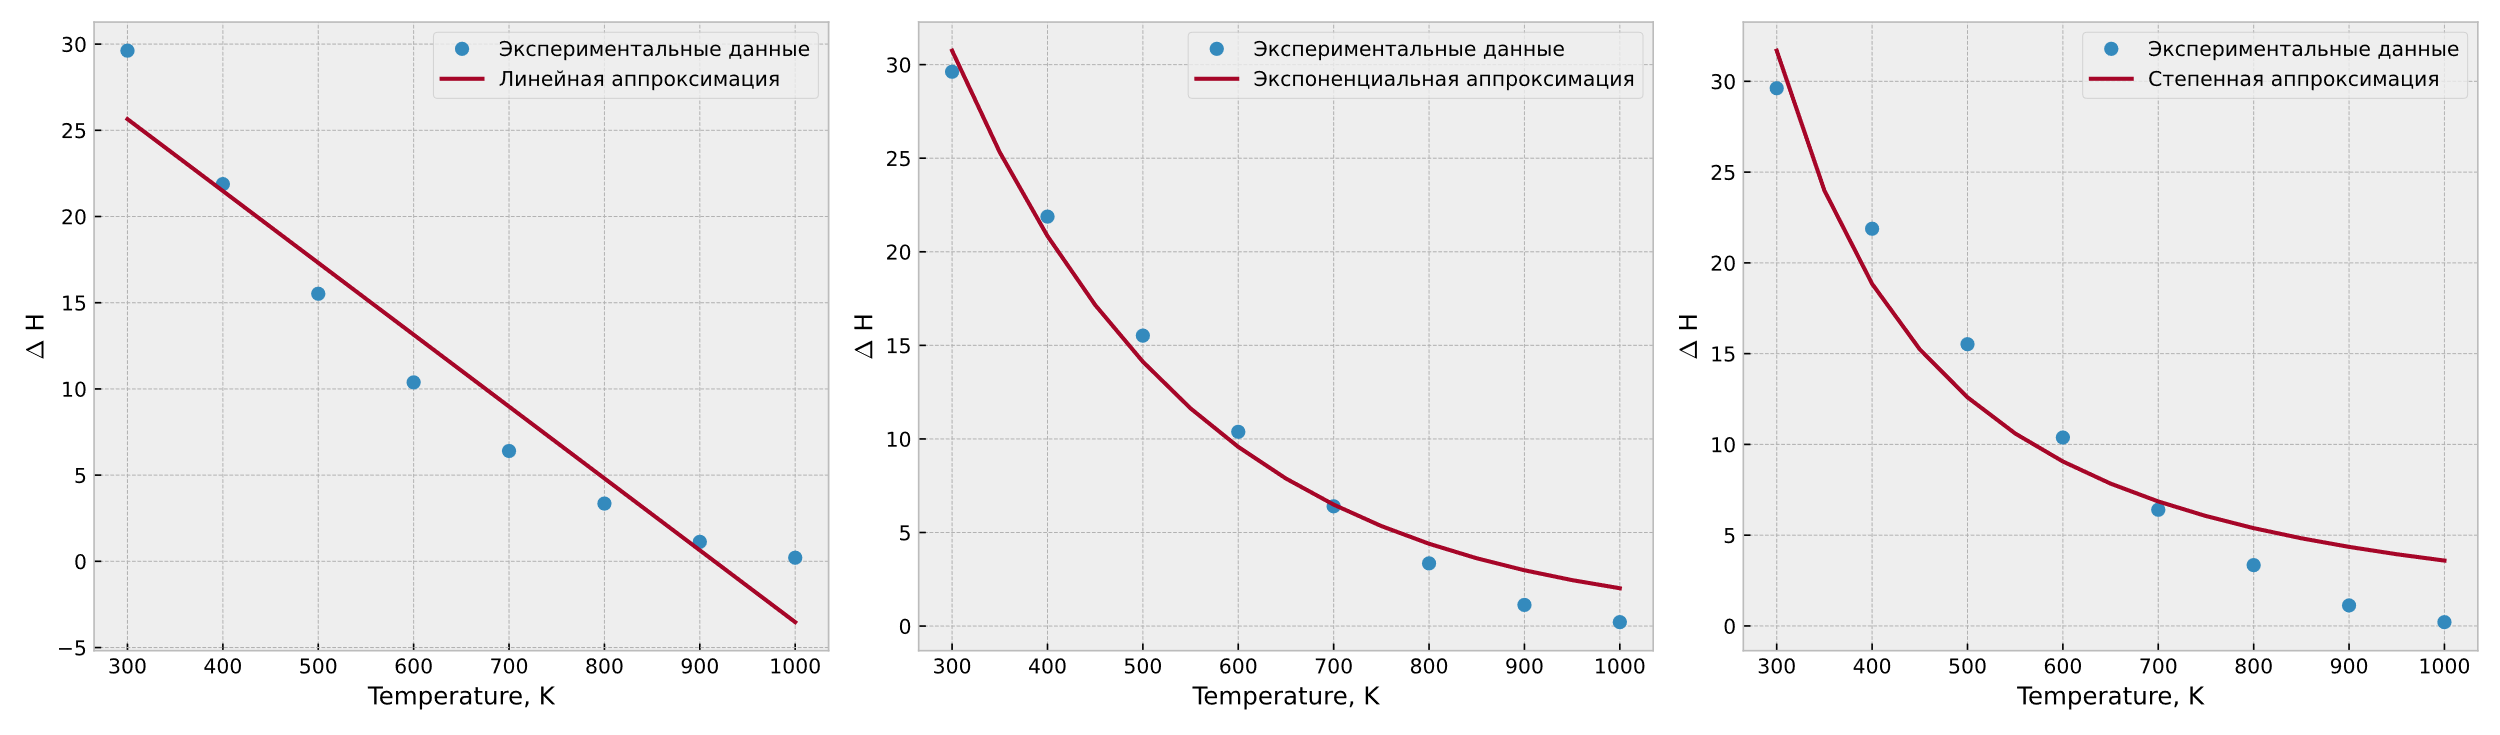 30
25
20
15
10
5
0
−5
Δ H
300 400 500 600 700 800 900 1000
Temperature, K
Экспериментальные данные
Линейная аппроксимация
30
25
20
15
10
5
0
Δ H
300 400 500 600 700 800 900 1000
Temperature, K
Экспериментальные данные
Экспоненциальная аппроксимация
30
25
20
15
10
5
0
Δ H
300 400 500 600 700 800 900 1000
Temperature, K
Экспериментальные данные
Степенная аппроксимация